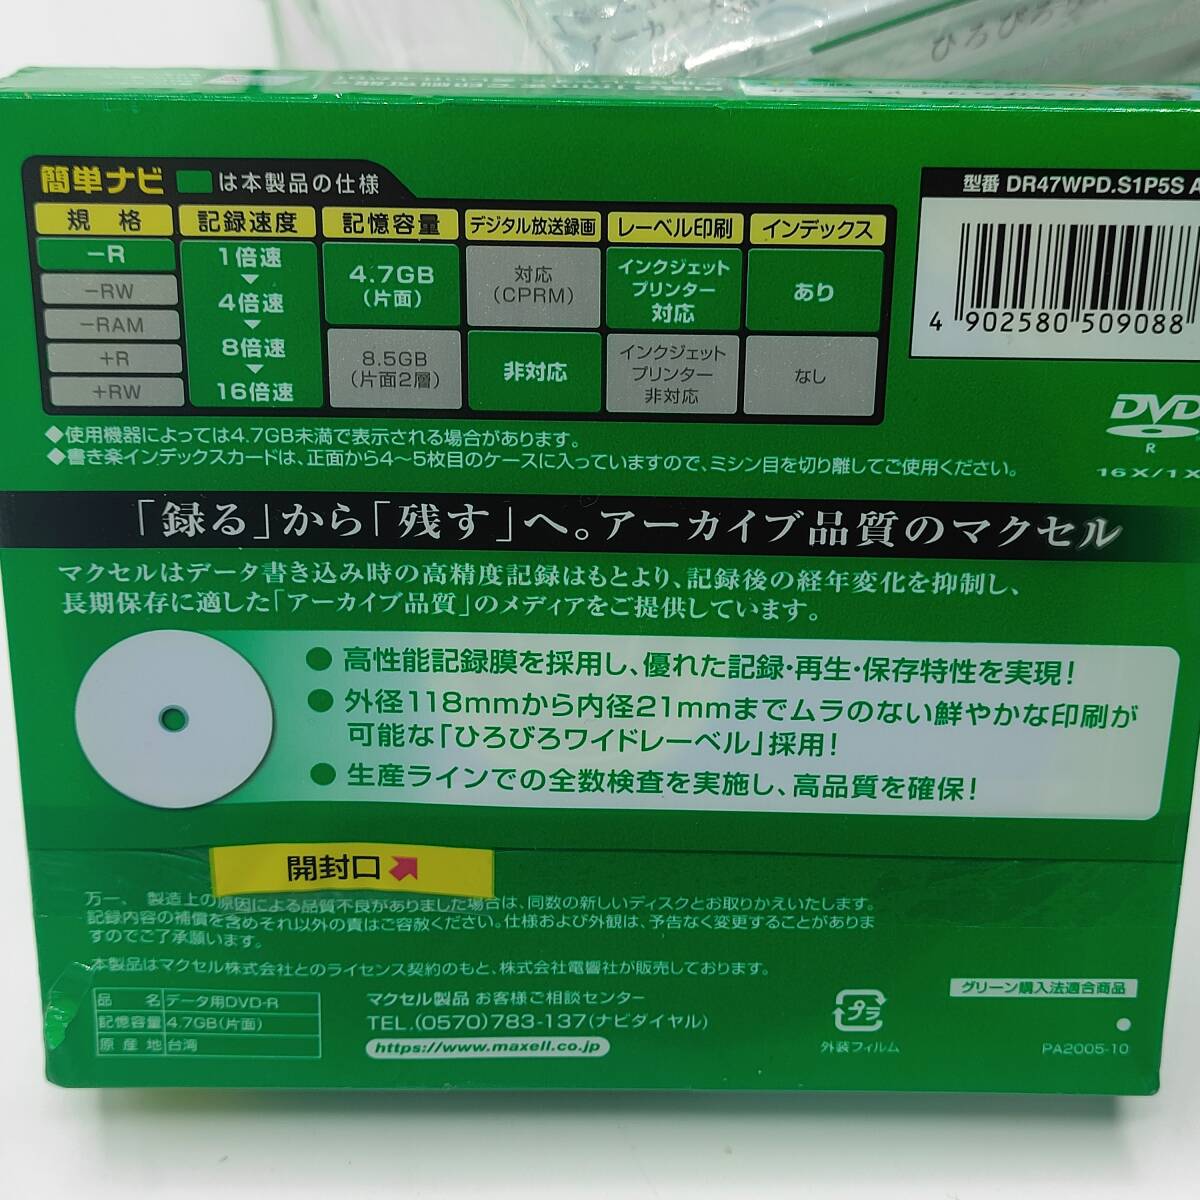 ひろびろ
簡単ナビ
は本製品の仕様
規 格
記録速度
記憶容量
デジタル放送録画
レーベル印刷
インデックス
−R
−RW
−RAM
+R
+RW
1倍速
4倍速
8倍速
16倍速
4.7GB
(片面)
8.5GB
(片面2層)
対応
(CPRM)
非対応
インクジェット
プリンター
対応
インクジェット
プリンター
非対応
あり
なし
型番 DR47WPD.S1P5S A
4 902580 509088
DVD
R
16X/1X
◆使用機器によっては4.7GB未満で表示される場合があります。
◆書き楽インデックスカードは、正面から4〜5枚目のケースに入っていますので、ミシン目を切り離してご使用ください。
「録る」から「残す」へ。アーカイブ品質のマクセル
マクセルはデータ書き込み時の高精度記録はもとより、記録後の経年変化を抑制し、
長期保存に適した「アーカイブ品質」のメディアをご提供しています。
● 高性能記録膜を採用し、優れた記録・再生・保存特性を実現!
● 外径118mmから内径21mmまでムラのない鮮やかな印刷が
可能な「ひろびろワイドレーベル」採用!
● 生産ラインでの全数検査を実施し、高品質を確保!
開封口
万一、製造上の原因による品質不良がありました場合は、同数の新しいディスクとお取りかえいたします。
記録内容の補償を含めそれ以外の責はご容赦ください。仕様および外観は、予告なく変更することがありま
すのでご了承願います。
本製品はマクセル株式会社とのライセンス契約のもと、株式会社電響社が販売しております。
品 名 データ用DVD-R
記憶容量 4.7GB(片面)
原 産 地 台湾
マクセル製品 お客様ご相談センター
TEL.(0570)783-137(ナビダイヤル)
https://www.maxell.co.jp
プラ
外装フィルム
グリーン購入法適合商品
PA2005-10